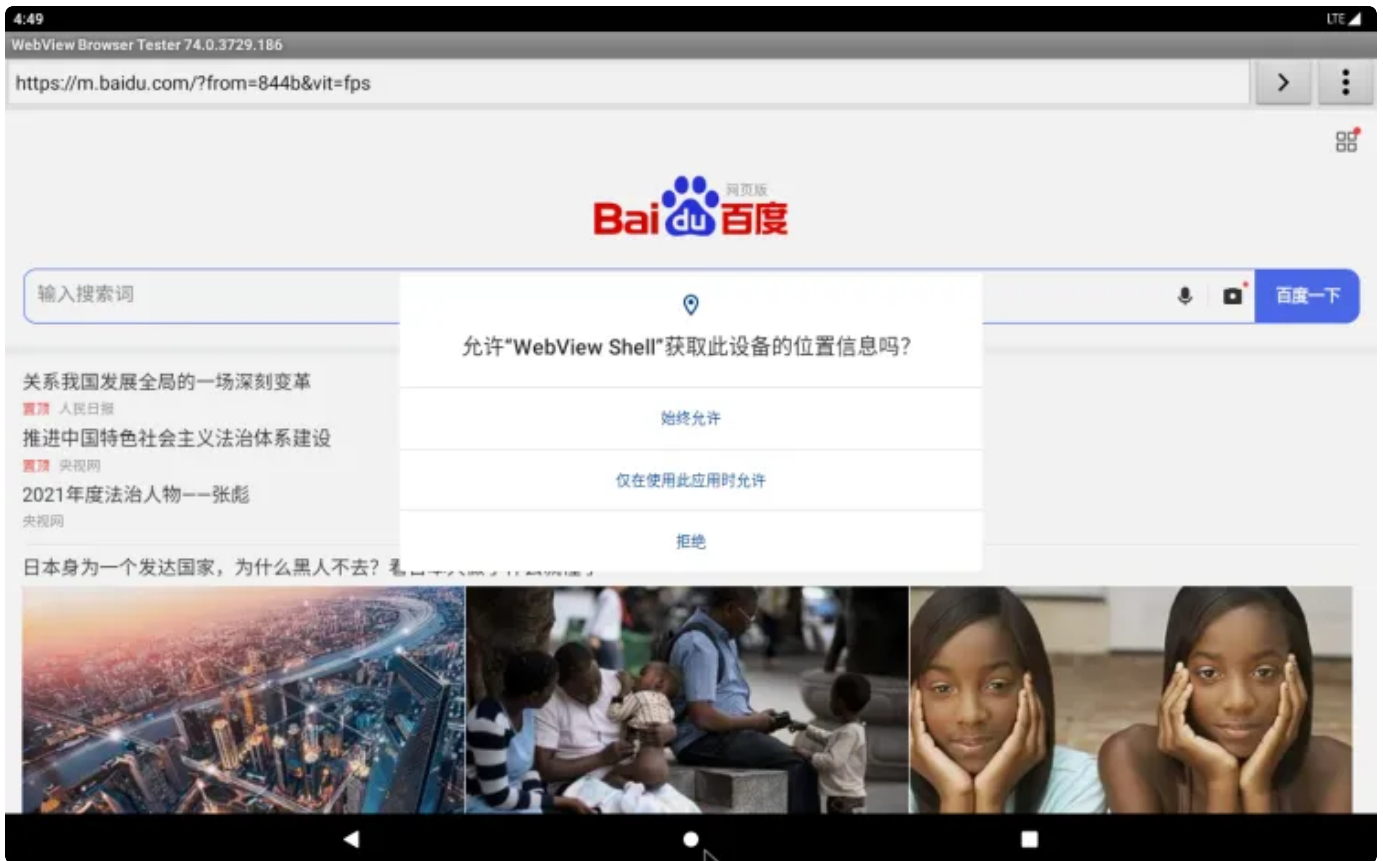 4:49
LTE
WebView Browser Tester 74.0.3729.186
https://m.baidu.com/?from=844b&vit=fps
网页版
Bai du 百度
输入搜索词
百度一下
允许“WebView Shell”获取此设备的位置信息吗?
始终允许
仅在使用此应用时允许
拒绝
关系我国发展全局的一场深刻变革
置顶 人民日报
推进中国特色社会主义法治体系建设
置顶 央视网
2021年度法治人物——张彪
央视网
日本身为一个发达国家，为什么黑人不去？